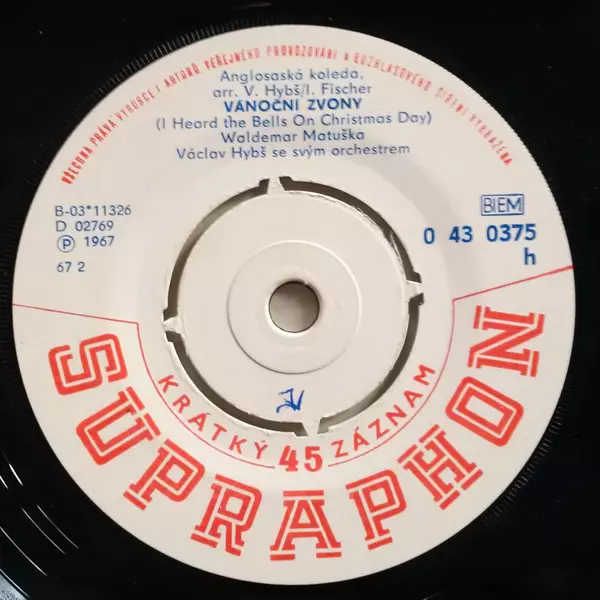 VŠECHNA PRÁVA VÝROBCE I AUTORŮ, VEŘEJNÉHO PROVOZOVÁNÍ A ROZHLASOVÉHO ŠÍŘENÍ VYHRAZENA
Anglosaská koleda,
arr. V. Hybš/I. Fischer
VÁNOČNÍ ZVONY
(I Heard the Bells On Christmas Day)
Waldemar Matuška
Václav Hybš se svým orchestrem
B-03*11326
D 02769
Ⓟ 1967
67 2
BIEM
0 43 0375
h
KRÁTKÝ 45 ZÁZNAM
SUPRAPHON